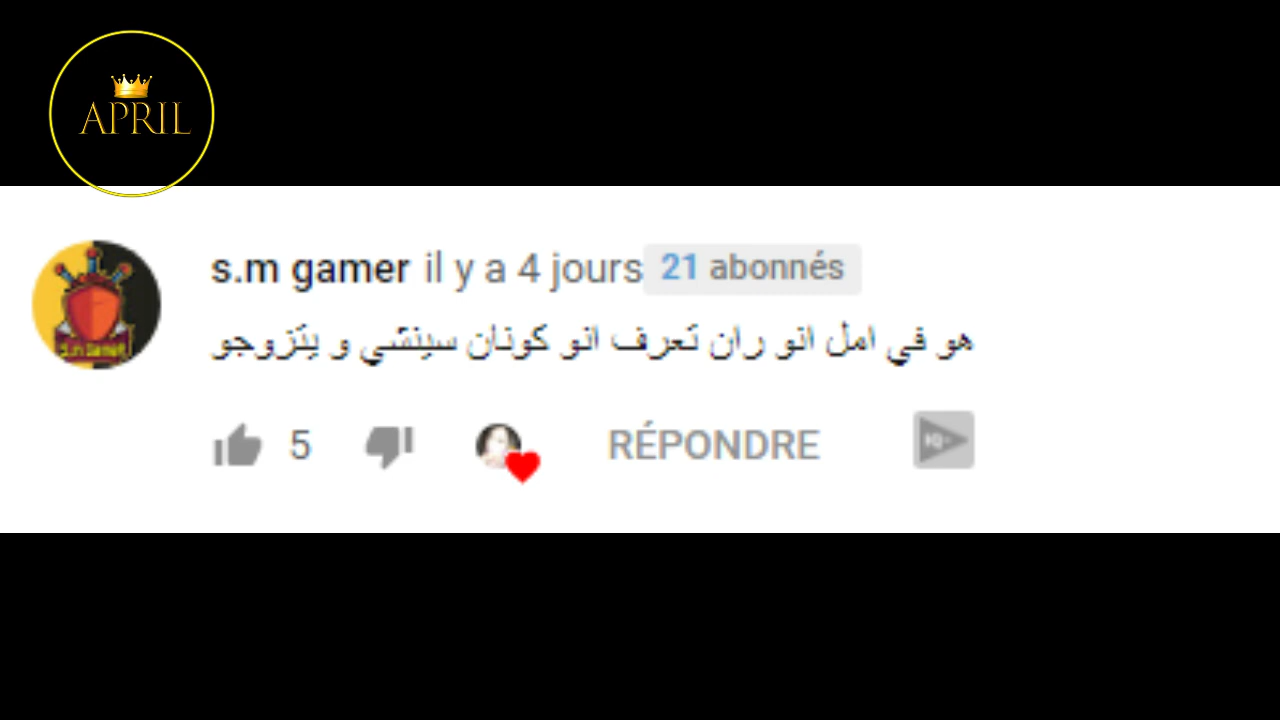 APRIL
s.m gamer il y a 4 jours 21 abonnés
هو في امل انو ران تعرف انو كونان سينشي و يتزوجو
5 RÉPONDRE
S.m GameR